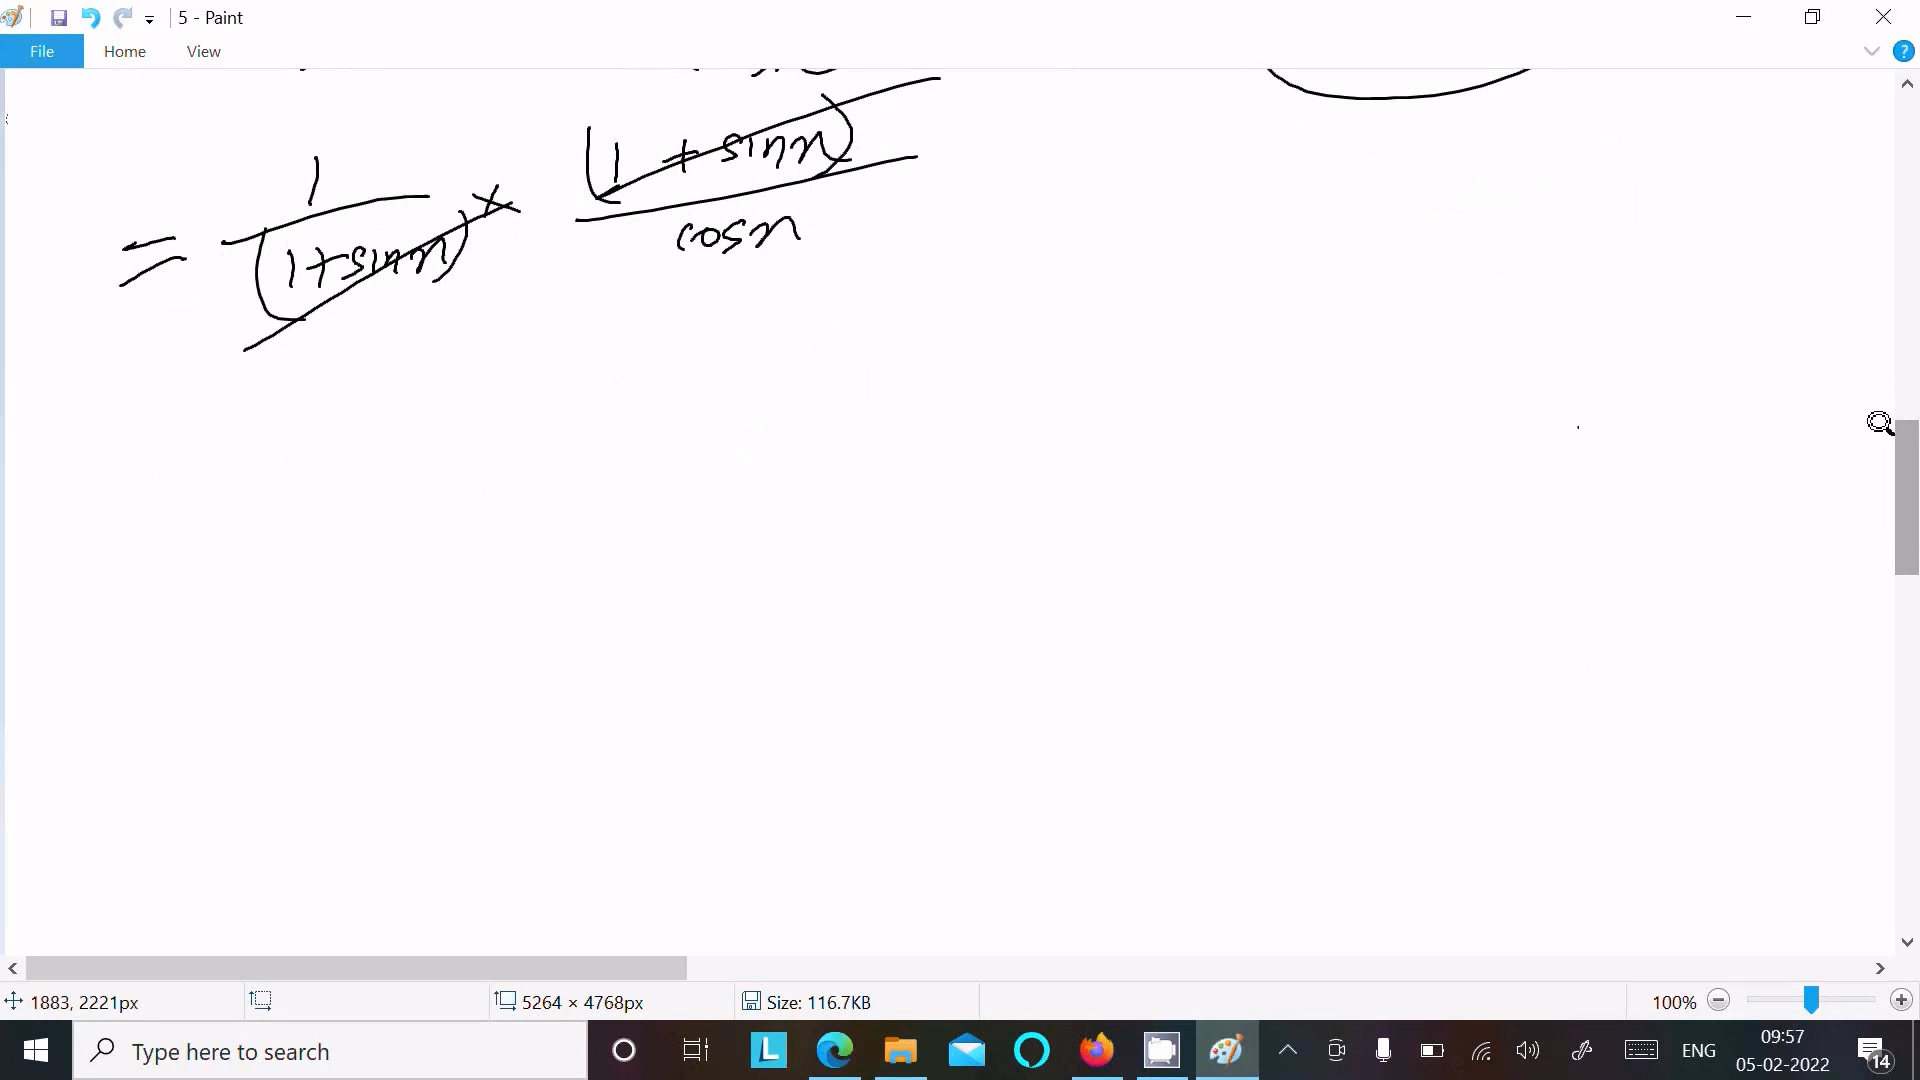 5 - Paint
File Home View
= 1/(1+sinx) × (1+sinx)/cosx
1883, 2221px 5264 × 4768px Size: 116.7KB 100%
Type here to search L ENG 09:57
05-02-2022 14